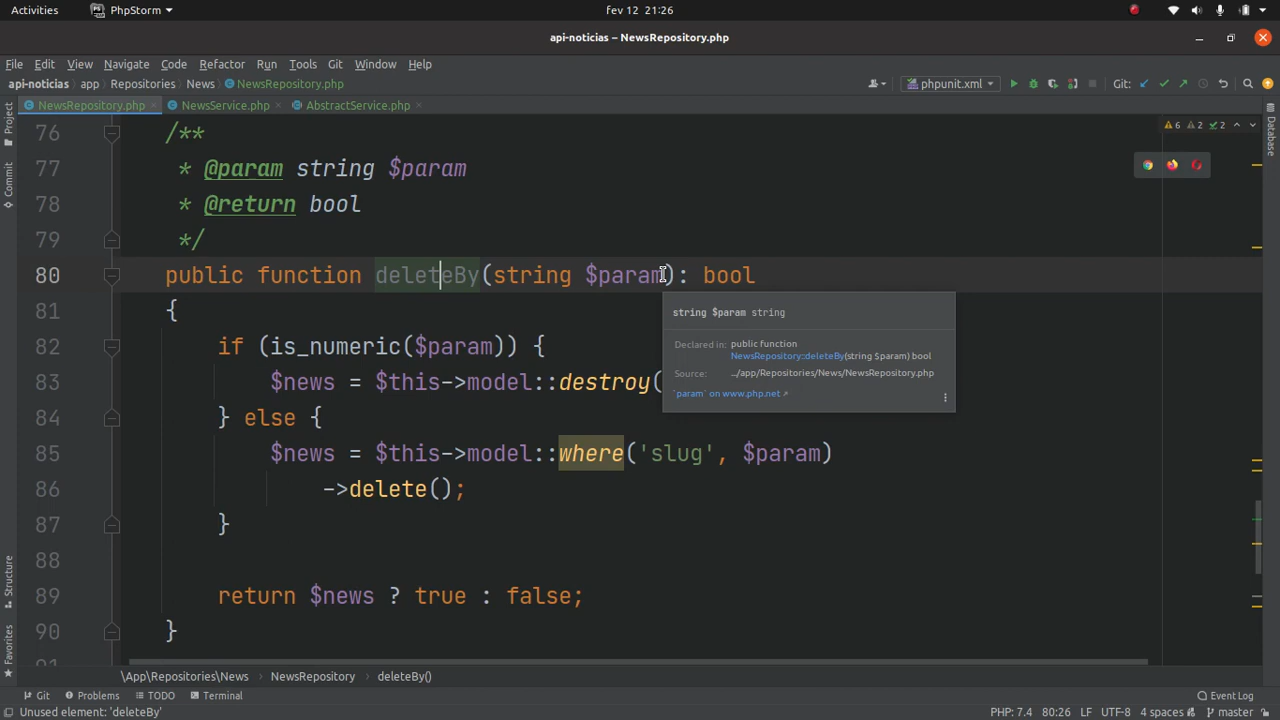 Activities PhpStorm fev 12 21:26
api-noticias – NewsRepository.php
File Edit View Navigate Code Refactor Run Tools Git Window Help
api-noticias app Repositories News NewsRepository.php phpunit.xml Git:
NewsRepository.php NewsService.php AbstractService.php
Project
Commit
Structure
Favorites
Database
6 2 2
76 /**
77 * @param string $param
78 * @return bool
79 */
80 public function deleteBy(string $param): bool
81 {
82 if (is_numeric($param)) {
83 $news = $this->model::destroy(
84 } else {
85 $news = $this->model::where('slug', $param)
86 ->delete();
87 }
88
89 return $news ? true : false;
90 }
string $param string
Declared in: public function
NewsRepository::deleteBy(string $param) bool
Source: .../app/Repositories/News/NewsRepository.php
`param` on www.php.net ↗
\App\Repositories\News NewsRepository deleteBy()
Git Problems TODO Terminal Event Log
Unused element: 'deleteBy' PHP: 7.4 80:26 LF UTF-8 4 spaces master